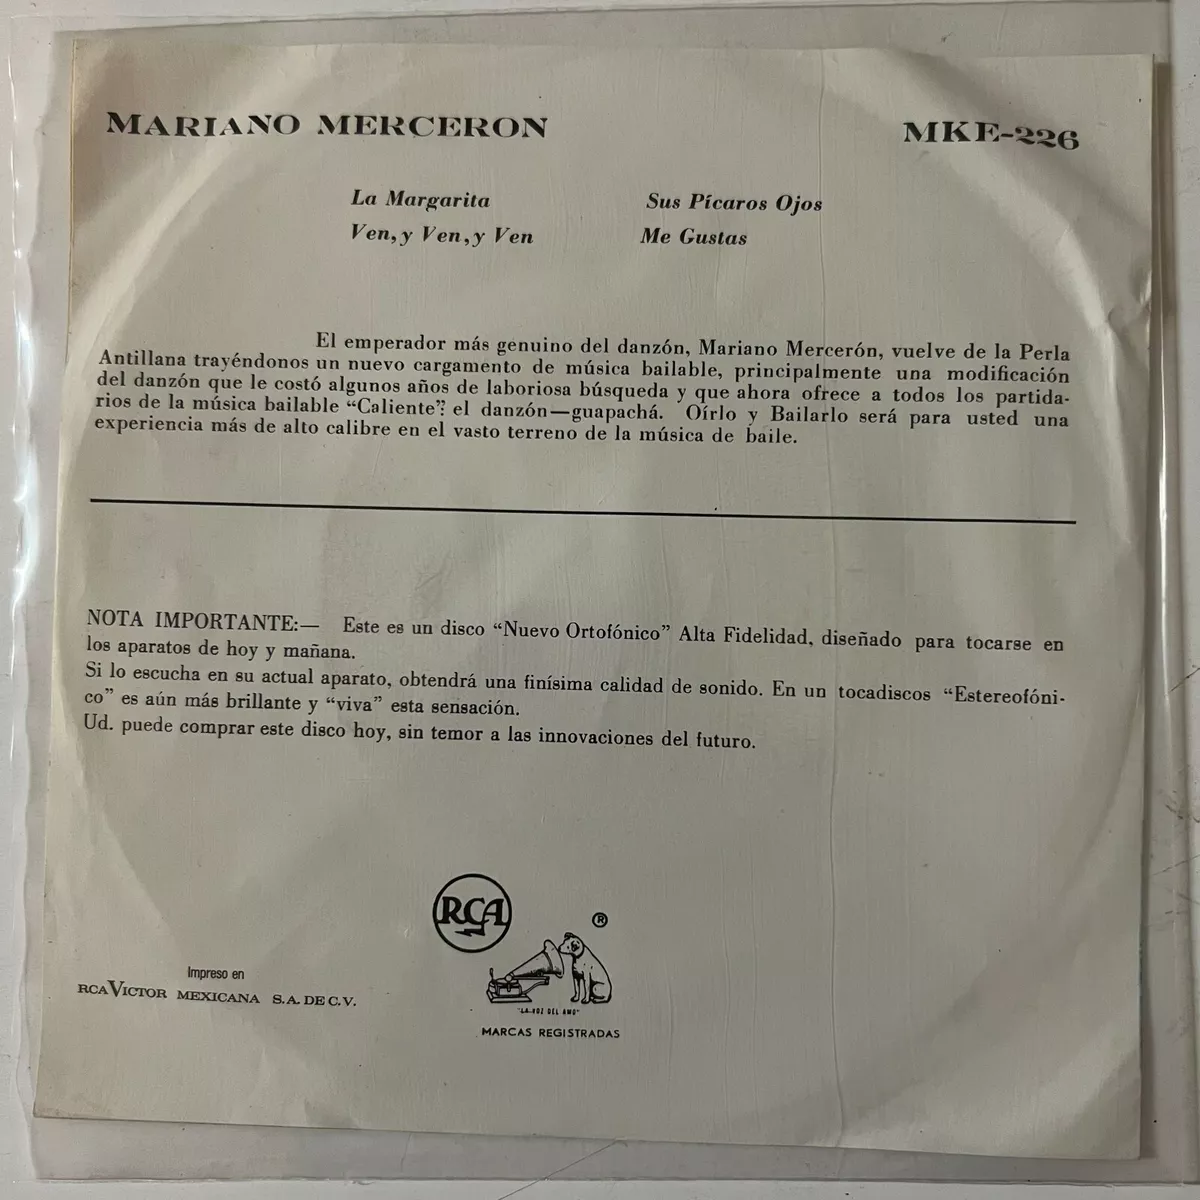 MARIANO MERCERON MKE-226
La Margarita Sus Pícaros Ojos
Ven, y Ven, y Ven Me Gustas
El emperador más genuino del danzón, Mariano Mercerón, vuelve de la Perla
Antillana trayéndonos un nuevo cargamento de música bailable, principalmente una modificación
del danzón que le costó algunos años de laboriosa búsqueda y que ahora ofrece a todos los partida-
rios de la música bailable “Caliente”: el danzón—guapachá. Oírlo y Bailarlo será para usted una
experiencia más de alto calibre en el vasto terreno de la música de baile.
NOTA IMPORTANTE:— Este es un disco “Nuevo Ortofónico” Alta Fidelidad, diseñado para tocarse en
los aparatos de hoy y mañana.
Si lo escucha en su actual aparato, obtendrá una finísima calidad de sonido. En un tocadiscos “Estereofóni-
co” es aún más brillante y “viva” esta sensación.
Ud. puede comprar este disco hoy, sin temor a las innovaciones del futuro.
RCA
®
Impreso en
RCA VICTOR MEXICANA S.A. DE C.V.
"LA VOZ DEL AMO"
MARCAS REGISTRADAS